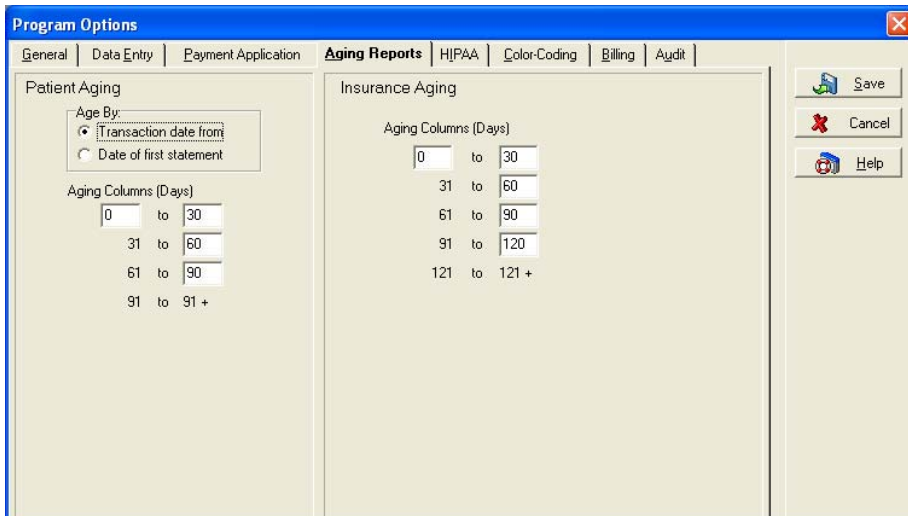 Program Options
General Data Entry Payment Application Aging Reports HIPAA Color-Coding Billing Audit
Patient Aging
Age By:
Transaction date from
Date of first statement
Aging Columns (Days)
0 to 30
31 to 60
61 to 90
91 to 91 +
Insurance Aging
Aging Columns (Days)
0 to 30
31 to 60
61 to 90
91 to 120
121 to 121 +
Save
Cancel
Help